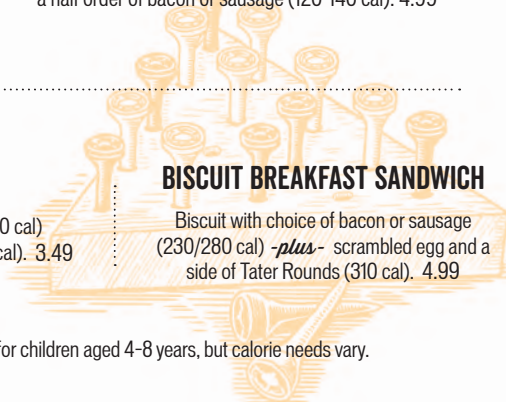 a half order of bacon or sausage (120-140 cal). 4.99
BISCUIT BREAKFAST SANDWICH
0 cal)
cal). 3.49
Biscuit with choice of bacon or sausage
(230/280 cal) -plus- scrambled egg and a
side of Tater Rounds (310 cal). 4.99
for children aged 4-8 years, but calorie needs vary.